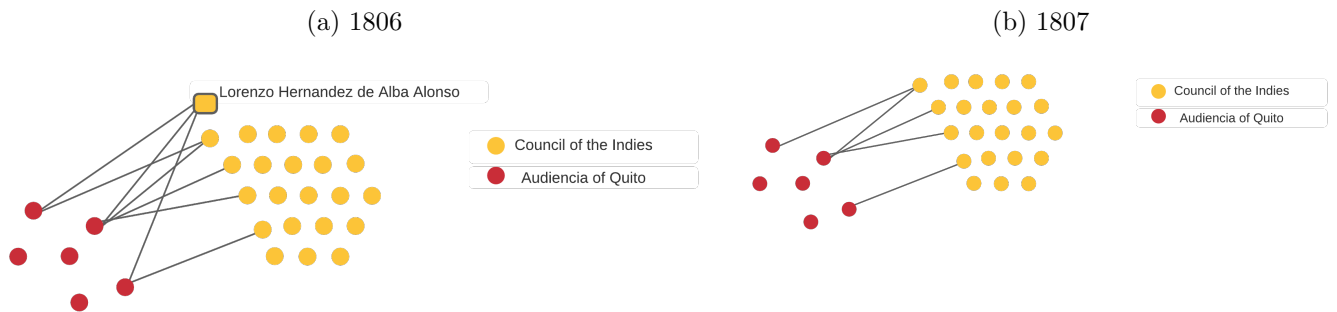 (a) 1806
Lorenzo Hernandez de Alba Alonso
Council of the Indies
Audiencia of Quito
(b) 1807
Council of the Indies
Audiencia of Quito